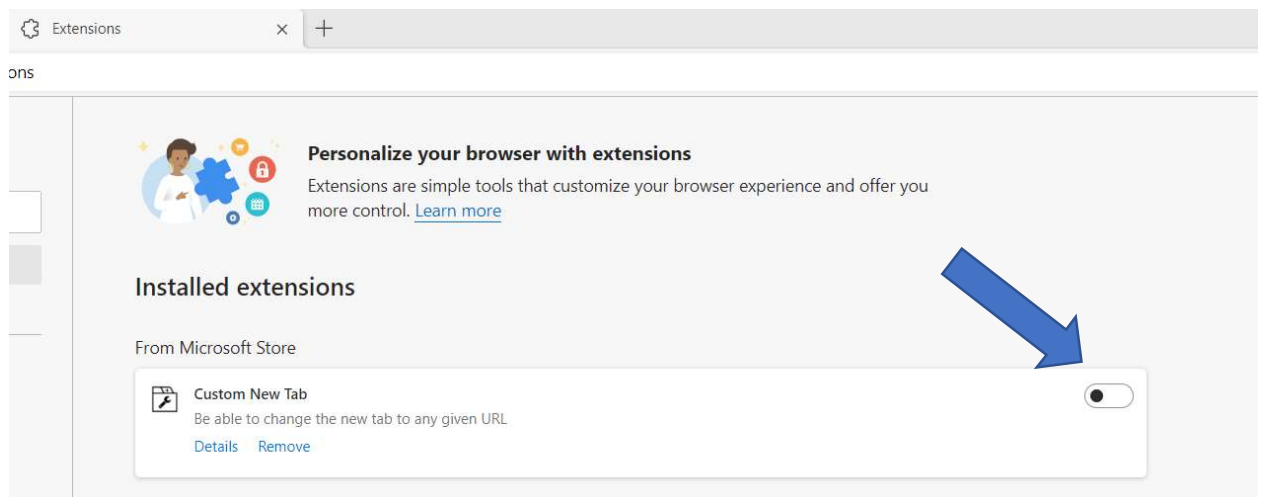 Extensions
ons
Personalize your browser with extensions
Extensions are simple tools that customize your browser experience and offer you
more control. Learn more
Installed extensions
From Microsoft Store
Custom New Tab
Be able to change the new tab to any given URL
Details Remove